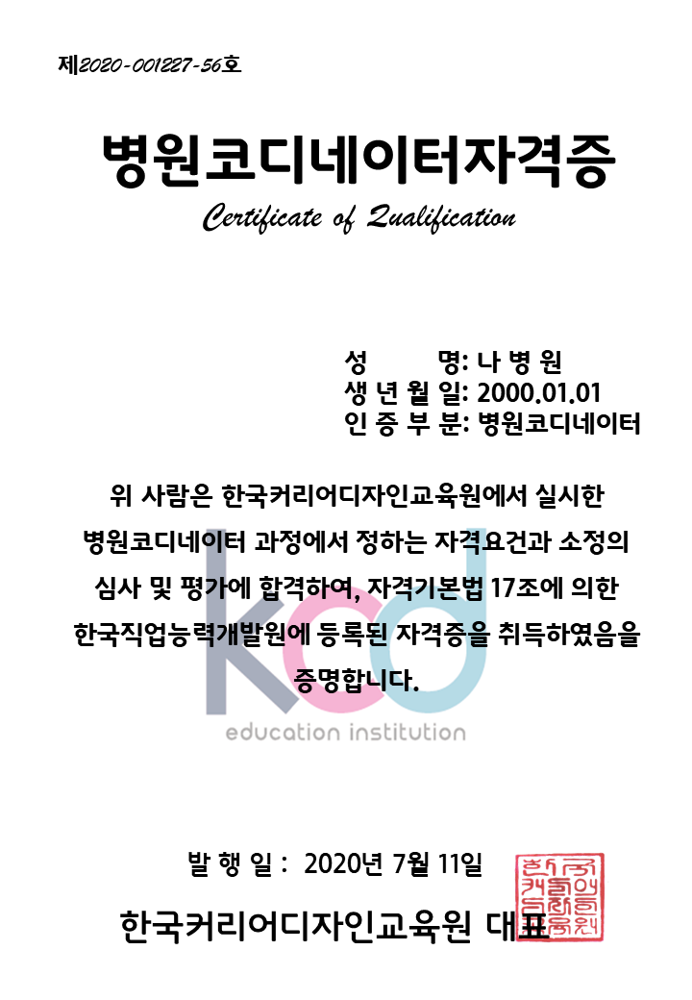 제2020-001227-56호
병원코디네이터자격증
Certificate of Qualification
성 명: 나 병 원
생 년 월 일: 2000.01.01
인 증 부 분: 병원코디네이터
위 사람은 한국커리어디자인교육원에서 실시한
병원코디네이터 과정에서 정하는 자격요건과 소정의
심사 및 평가에 합격하여, 자격기본법 17조에 의한
한국직업능력개발원에 등록된 자격증을 취득하였음을
증명합니다.
kcd
education institution
발 행 일 : 2020년 7월 11일
한국커리어디자인교육원 대표